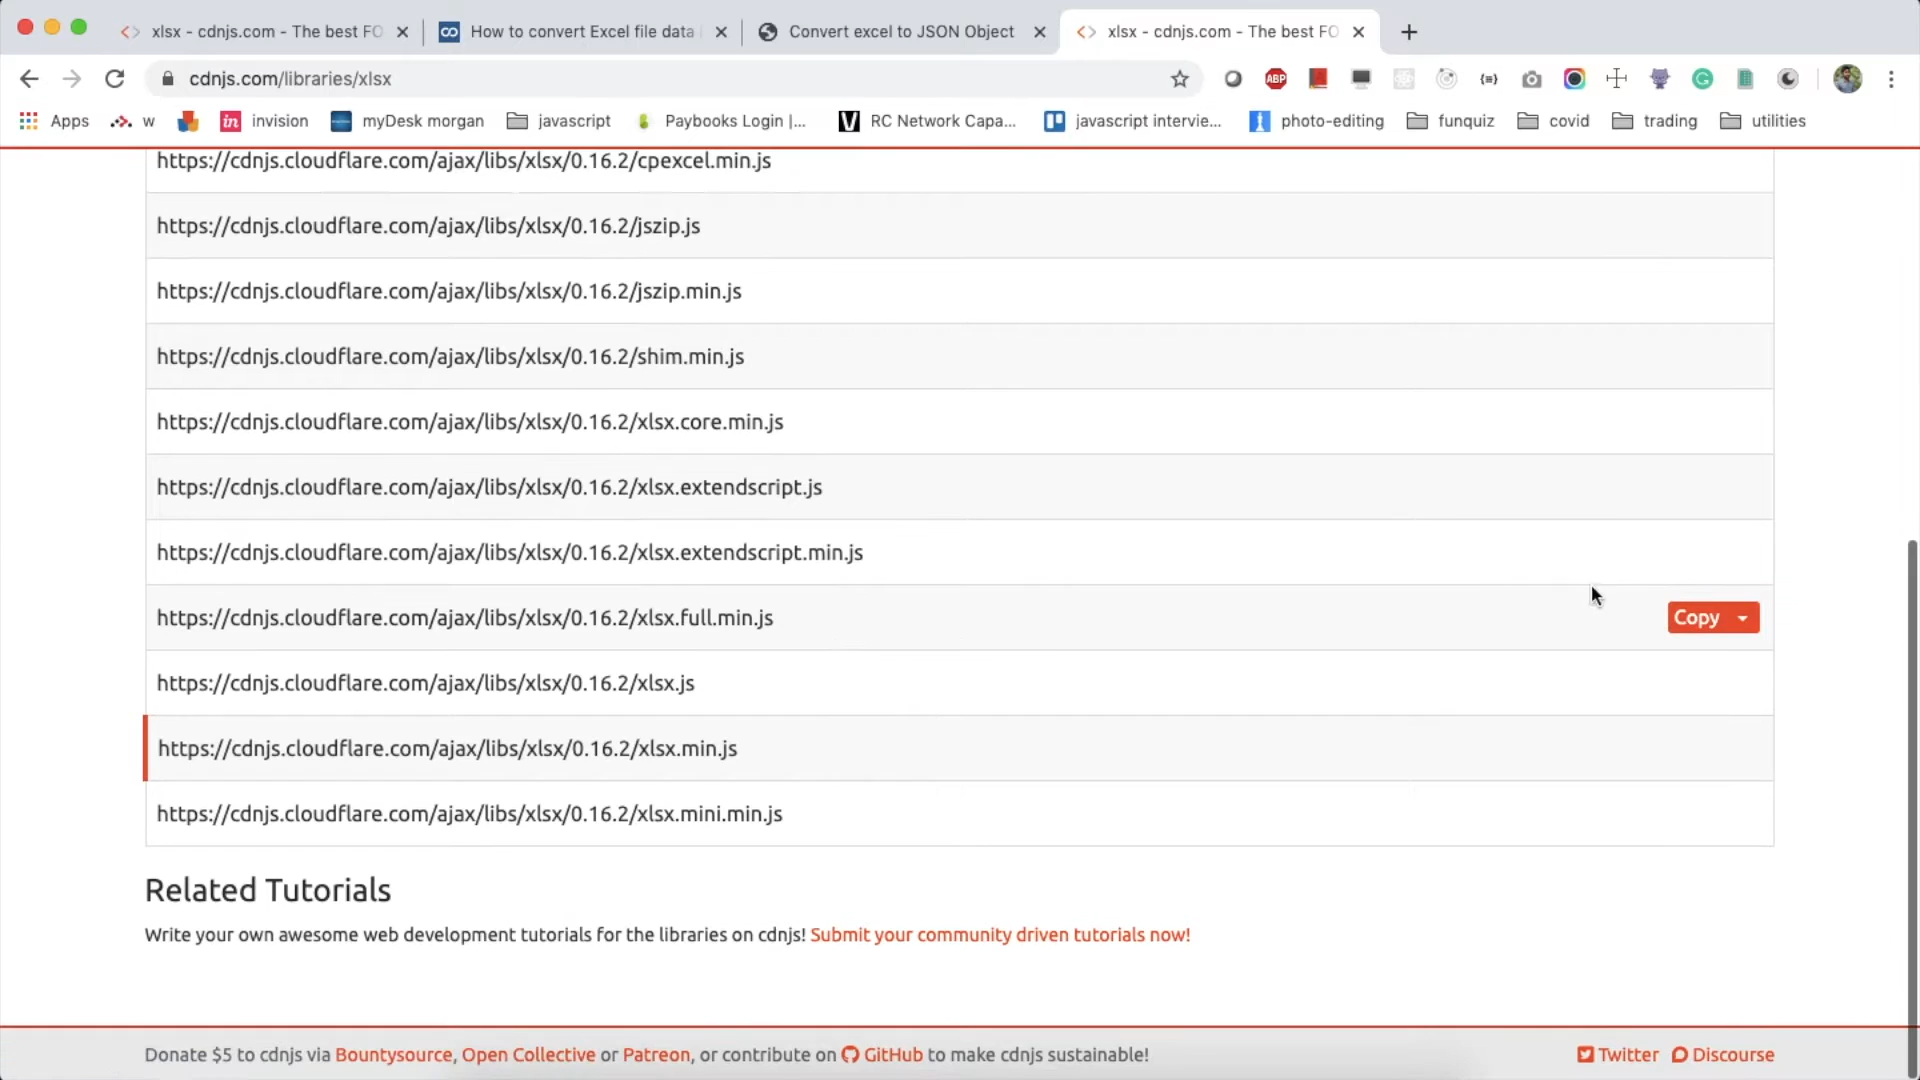 xlsx - cdnjs.com - The best FO
How to convert Excel file data
Convert excel to JSON Object
xlsx - cdnjs.com - The best FO
cdnjs.com/libraries/xlsx
ABP
Apps
w
in
invision
myDesk morgan
javascript
Paybooks Login |...
RC Network Capa...
javascript intervie...
photo-editing
funquiz
covid
trading
utilities
https://cdnjs.cloudflare.com/ajax/libs/xlsx/0.16.2/cpexcel.min.js
https://cdnjs.cloudflare.com/ajax/libs/xlsx/0.16.2/jszip.js
https://cdnjs.cloudflare.com/ajax/libs/xlsx/0.16.2/jszip.min.js
https://cdnjs.cloudflare.com/ajax/libs/xlsx/0.16.2/shim.min.js
https://cdnjs.cloudflare.com/ajax/libs/xlsx/0.16.2/xlsx.core.min.js
https://cdnjs.cloudflare.com/ajax/libs/xlsx/0.16.2/xlsx.extendscript.js
https://cdnjs.cloudflare.com/ajax/libs/xlsx/0.16.2/xlsx.extendscript.min.js
https://cdnjs.cloudflare.com/ajax/libs/xlsx/0.16.2/xlsx.full.min.js
Copy
https://cdnjs.cloudflare.com/ajax/libs/xlsx/0.16.2/xlsx.js
https://cdnjs.cloudflare.com/ajax/libs/xlsx/0.16.2/xlsx.min.js
https://cdnjs.cloudflare.com/ajax/libs/xlsx/0.16.2/xlsx.mini.min.js
Related Tutorials
Write your own awesome web development tutorials for the libraries on cdnjs! Submit your community driven tutorials now!
Donate $5 to cdnjs via Bountysource, Open Collective or Patreon, or contribute on GitHub to make cdnjs sustainable!
Twitter
Discourse